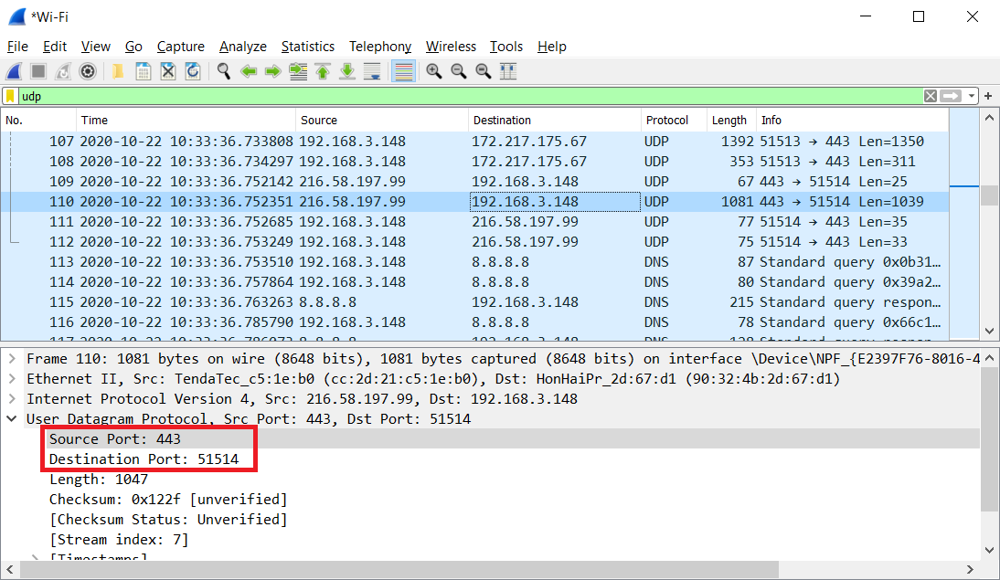 *Wi-Fi
File Edit View Go Capture Analyze Statistics Telephony Wireless Tools Help
udp
No. Time Source Destination Protocol Length Info
107 2020-10-22 10:33:36.733808 192.168.3.148 172.217.175.67 UDP 1392 51513 → 443 Len=1350
108 2020-10-22 10:33:36.734297 192.168.3.148 172.217.175.67 UDP 353 51513 → 443 Len=311
109 2020-10-22 10:33:36.752142 216.58.197.99 192.168.3.148 UDP 67 443 → 51514 Len=25
110 2020-10-22 10:33:36.752351 216.58.197.99 192.168.3.148 UDP 1081 443 → 51514 Len=1039
111 2020-10-22 10:33:36.752685 192.168.3.148 216.58.197.99 UDP 77 51514 → 443 Len=35
112 2020-10-22 10:33:36.753249 192.168.3.148 216.58.197.99 UDP 75 51514 → 443 Len=33
113 2020-10-22 10:33:36.753510 192.168.3.148 8.8.8.8 DNS 87 Standard query 0x0b31…
114 2020-10-22 10:33:36.757864 192.168.3.148 8.8.8.8 DNS 80 Standard query 0x39a2…
115 2020-10-22 10:33:36.763263 8.8.8.8 192.168.3.148 DNS 215 Standard query respon…
116 2020-10-22 10:33:36.785790 192.168.3.148 8.8.8.8 DNS 78 Standard query 0x66c1…
Frame 110: 1081 bytes on wire (8648 bits), 1081 bytes captured (8648 bits) on interface \Device\NPF_{E2397F76-8016-4
Ethernet II, Src: TendaTec_c5:1e:b0 (cc:2d:21:c5:1e:b0), Dst: HonHaiPr_2d:67:d1 (90:32:4b:2d:67:d1)
Internet Protocol Version 4, Src: 216.58.197.99, Dst: 192.168.3.148
User Datagram Protocol, Src Port: 443, Dst Port: 51514
Source Port: 443
Destination Port: 51514
Length: 1047
Checksum: 0x122f [unverified]
[Checksum Status: Unverified]
[Stream index: 7]
[Timestamps]